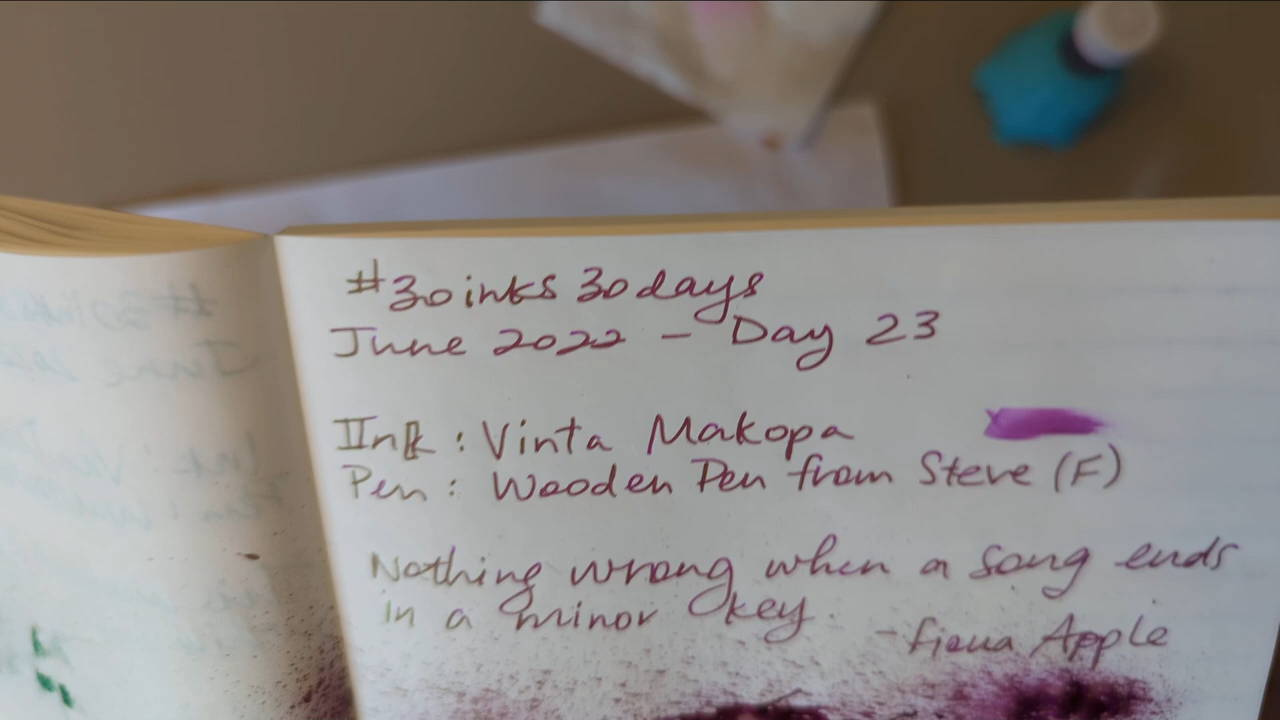 #30inks30days
June 2022 - Day 23
Ink: Vinta Makopa
Pen: Wooden Pen from Steve (F)
Nothing wrong when a song ends
in a minor key.
- Fiona Apple